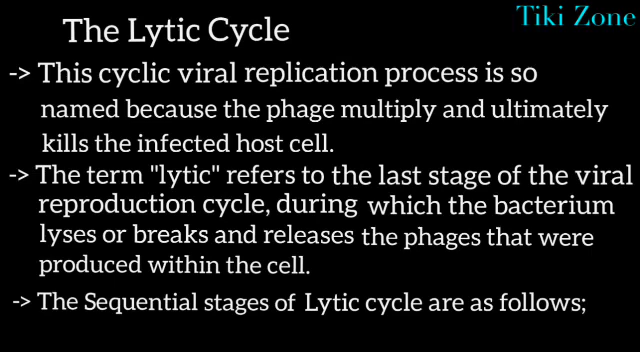 Tiki Zone
The Lytic Cycle
-> This cyclic viral replication process is so
named because the phage multiply and ultimately
kills the infected host cell.
-> The term "lytic" refers to the last stage of the viral
reproduction cycle, during which the bacterium
lyses or breaks and releases the phages that were
produced within the cell.
-> The Sequential stages of Lytic cycle are as follows;